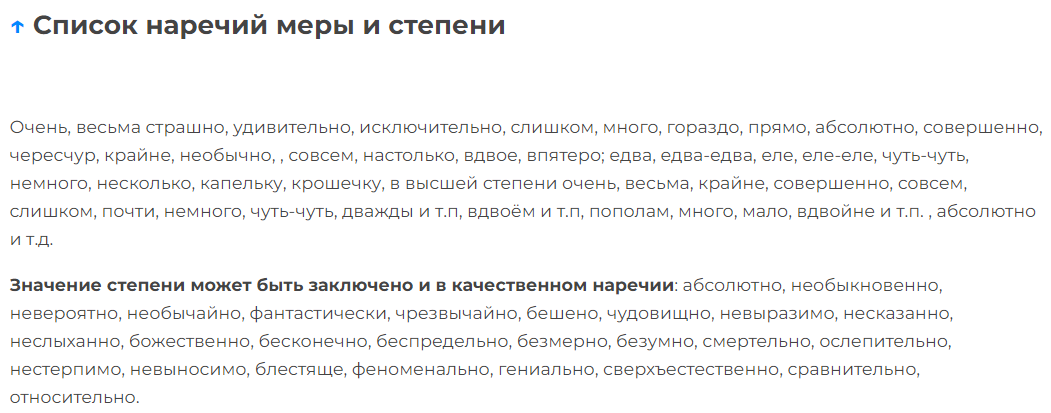 ↑ Список наречий меры и степени
Очень, весьма страшно, удивительно, исключительно, слишком, много, гораздо, прямо, абсолютно, совершенно,
чересчур, крайне, необычно, , совсем, настолько, вдвое, впятеро; едва, едва-едва, еле, еле-еле, чуть-чуть,
немного, несколько, капельку, крошечку, в высшей степени очень, весьма, крайне, совершенно, совсем,
слишком, почти, немного, чуть-чуть, дважды и т.п, вдвоём и т.п, пополам, много, мало, вдвойне и т.п. , абсолютно
и т.д.
Значение степени может быть заключено и в качественном наречии: абсолютно, необыкновенно,
невероятно, необычайно, фантастически, чрезвычайно, бешено, чудовищно, невыразимо, несказанно,
неслыханно, божественно, бесконечно, беспредельно, безмерно, безумно, смертельно, ослепительно,
нестерпимо, невыносимо, блестяще, феноменально, гениально, сверхъестественно, сравнительно,
относительно.